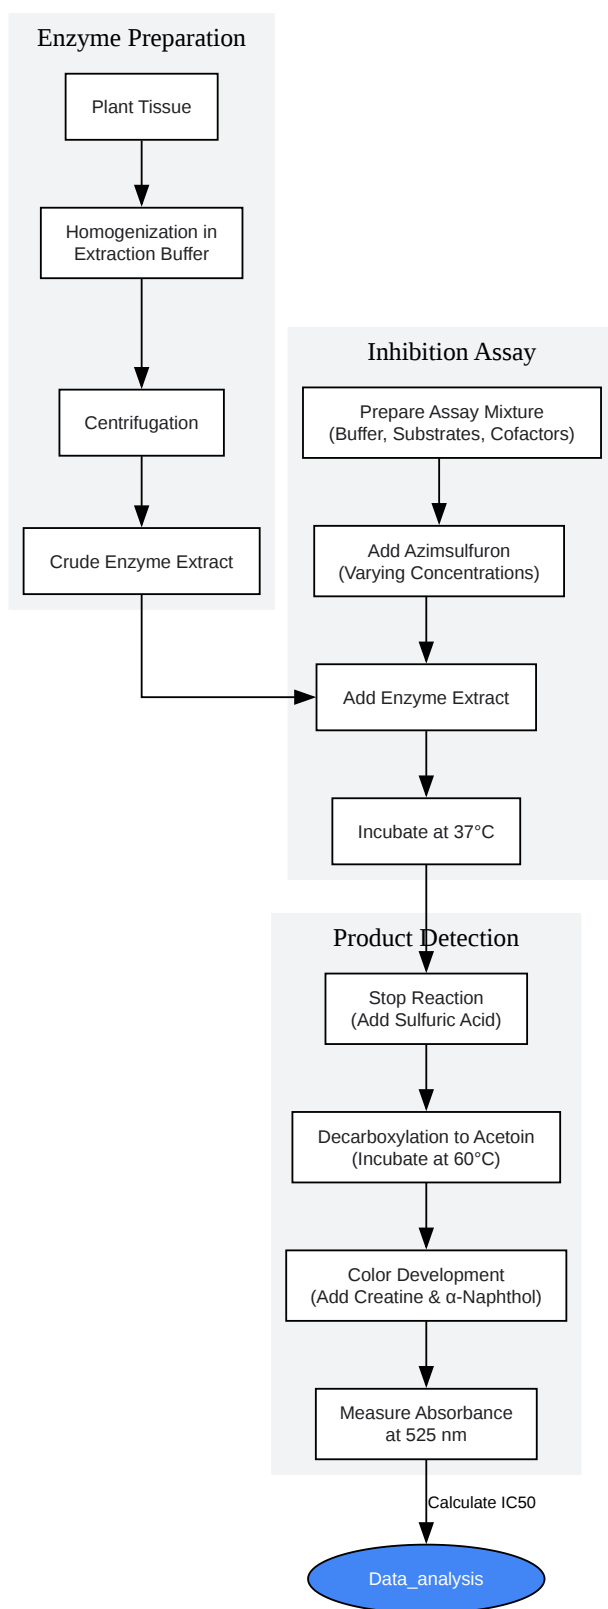 Enzyme Preparation
Plant Tissue
Homogenization in
Extraction Buffer
Centrifugation
Crude Enzyme Extract
Inhibition Assay
Prepare Assay Mixture
(Buffer, Substrates, Cofactors)
Add Azimsulfuron
(Varying Concentrations)
Add Enzyme Extract
Incubate at 37°C
Product Detection
Stop Reaction
(Add Sulfuric Acid)
Decarboxylation to Acetoin
(Incubate at 60°C)
Color Development
(Add Creatine & α-Naphthol)
Measure Absorbance
at 525 nm
Calculate IC50
Data_analysis